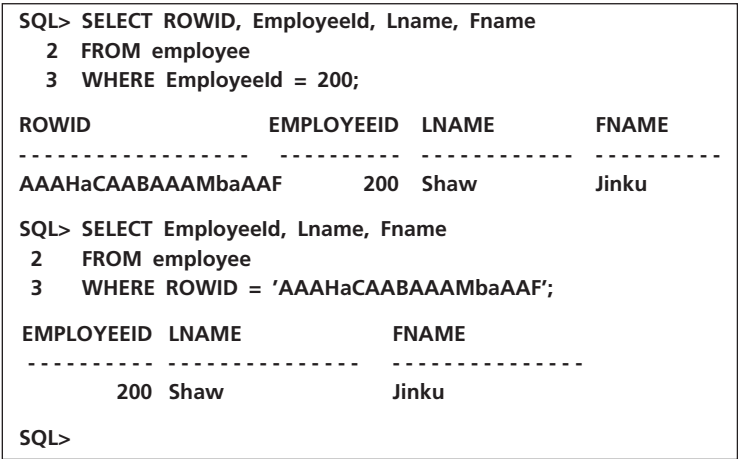 SQL> SELECT ROWID, EmployeeId, Lname, Fname
2 FROM employee
3 WHERE EmployeeId = 200;
ROWID EMPLOYEEID LNAME FNAME
- - - - - - - - - - - - - - - - - - - - - - - - - - - - - - - - - - - - - - - - - - - - - - - - - -
AAAHaCAABAAAMbaAAF 200 Shaw Jinku
SQL> SELECT EmployeeId, Lname, Fname
2 FROM employee
3 WHERE ROWID = ’AAAHaCAABAAAMbaAAF’;
EMPLOYEEID LNAME FNAME
- - - - - - - - - - - - - - - - - - - - - - - - - - - - - - - - - - - - - - - -
200 Shaw Jinku
SQL>